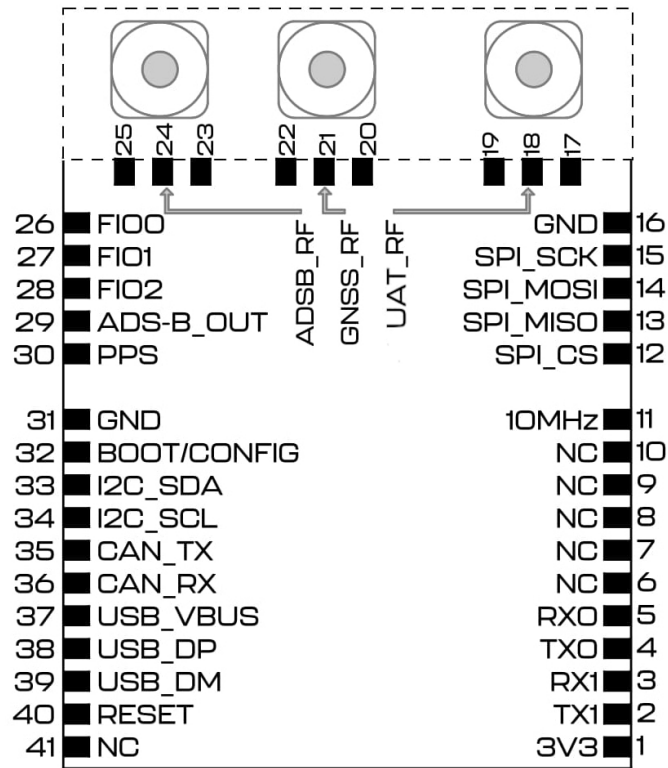 25 24 23 22 21 20 19 18 17
ADSB_RF
GNSS_RF
UAT_RF
26 FIO0 GND 16
27 FIO1 SPI_SCK 15
28 FIO2 SPI_MOSI 14
29 ADS-B_OUT SPI_MISO 13
30 PPS SPI_CS 12
31 GND 10MHz 11
32 BOOT/CONFIG NC 10
33 I2C_SDA NC 9
34 I2C_SCL NC 8
35 CAN_TX NC 7
36 CAN_RX NC 6
37 USB_VBUS RX0 5
38 USB_DP TX0 4
39 USB_DM RX1 3
40 RESET TX1 2
41 NC 3V3 1